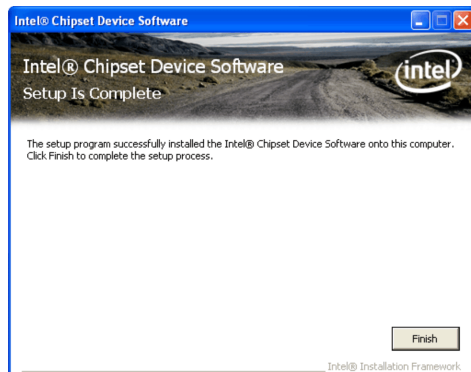 Intel® Chipset Device Software
Intel® Chipset Device Software
Setup Is Complete
intel
The setup program successfully installed the Intel® Chipset Device Software onto this computer.
Click Finish to complete the setup process.
Finish
Intel® Installation Framework